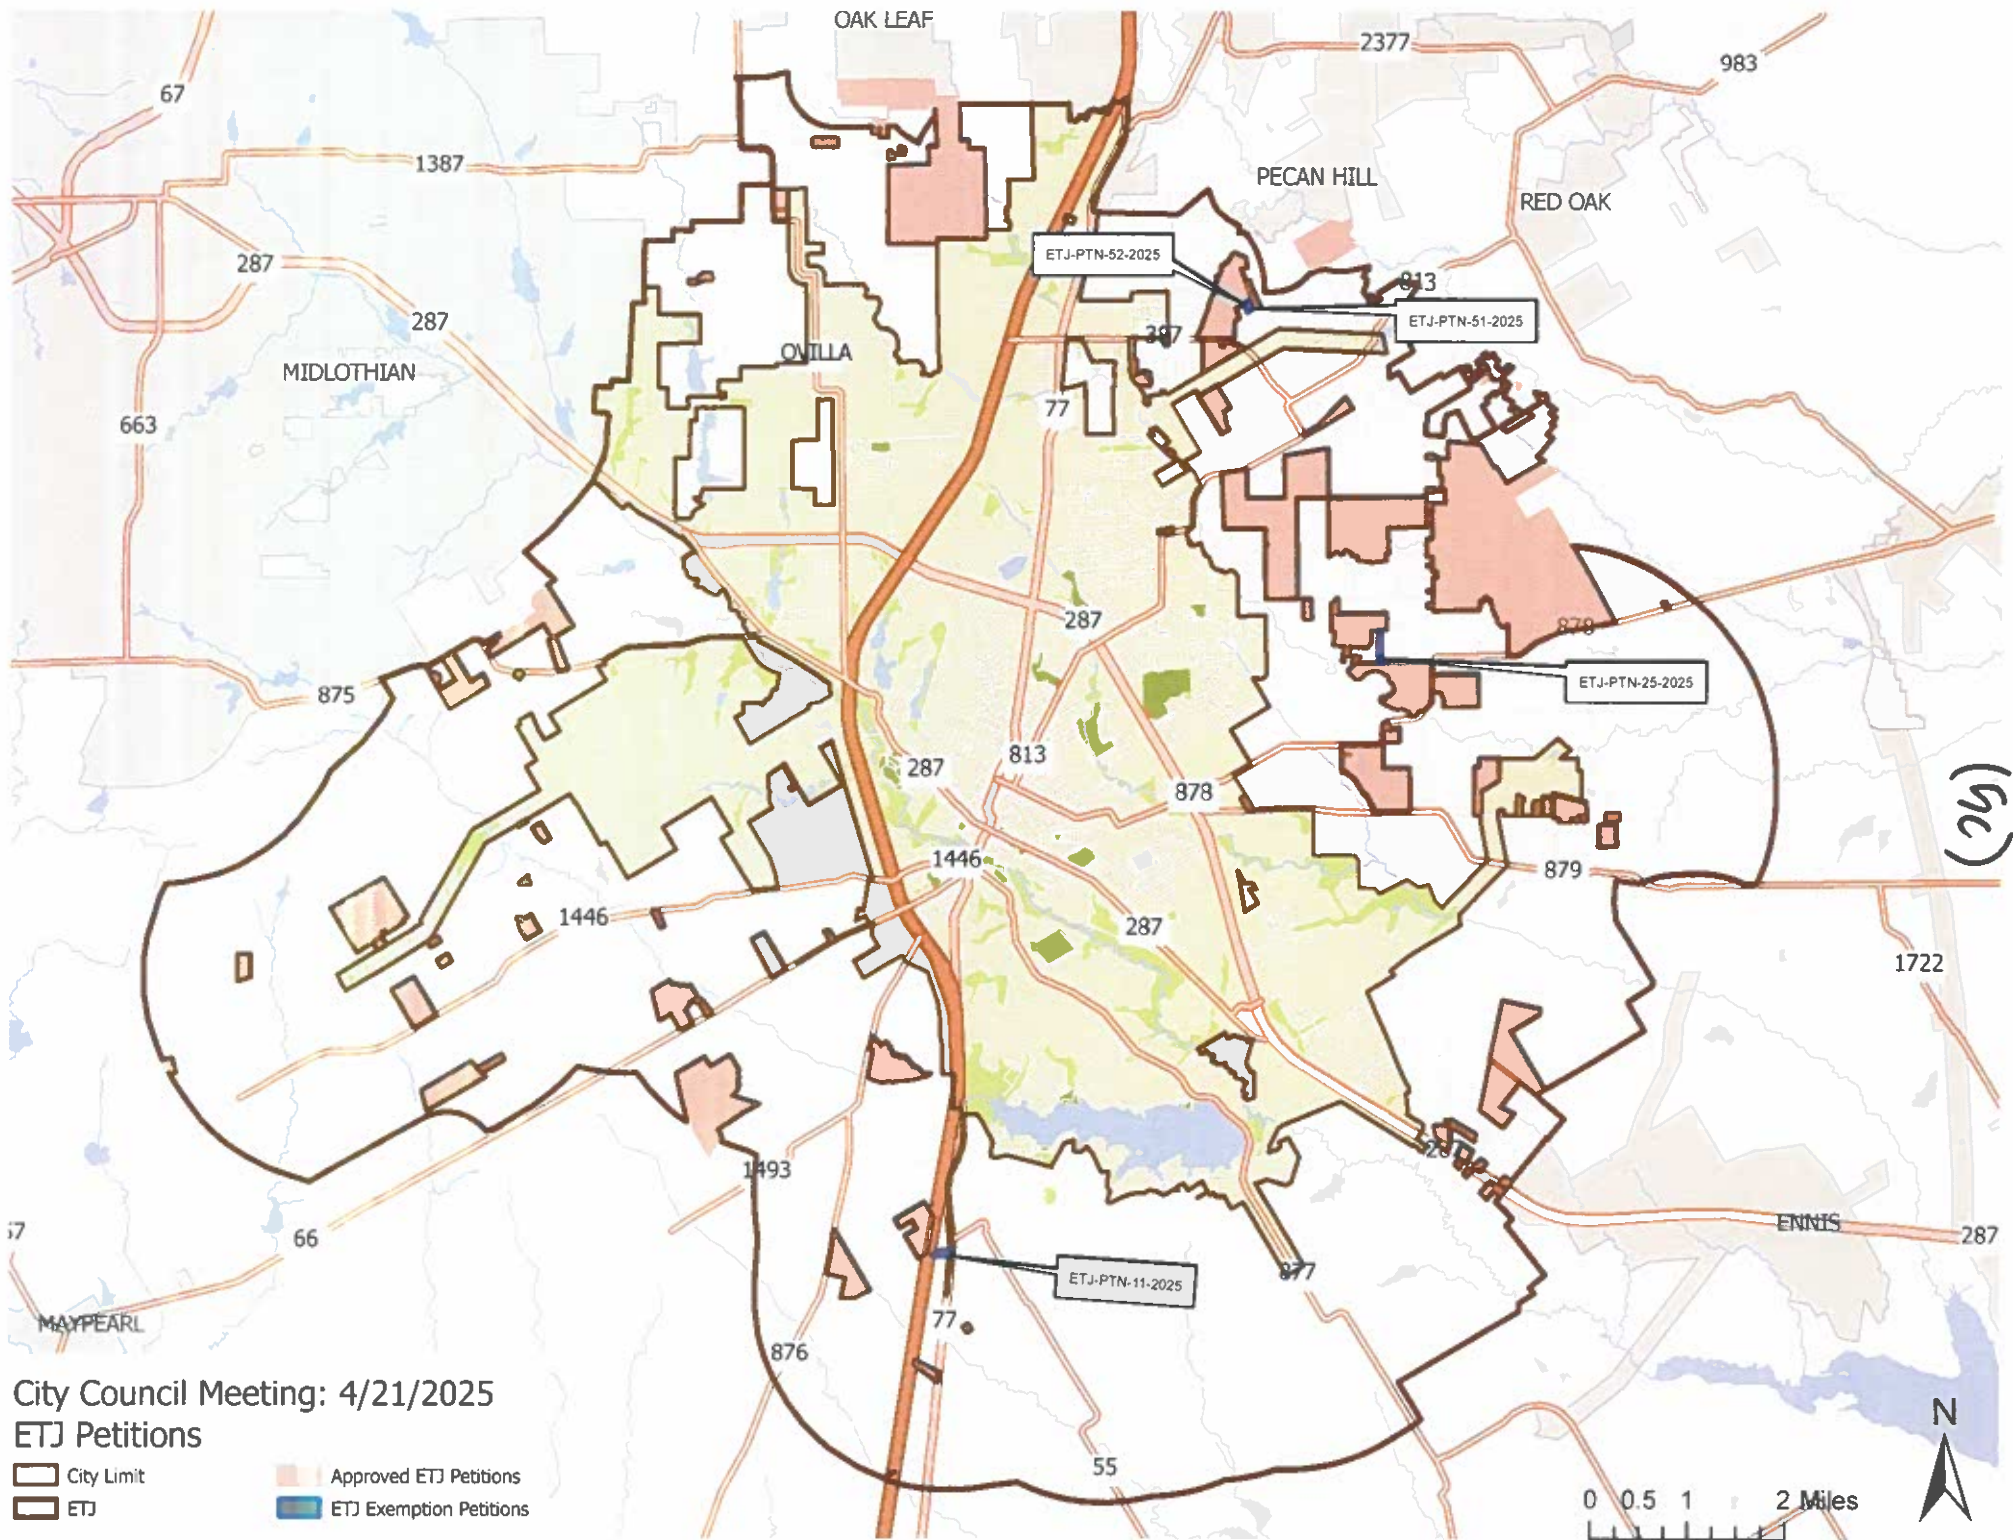 OAK LEAF
2377
983
67
1387
PECAN HILL
RED OAK
ETJ-PTN-52-2025
287
813
287
ETJ-PTN-51-2025
387
OVILLA
MIDLOTHIAN
77
663
287
878
ETJ-PTN-25-2025
875
813
287
878
(9c)
1446
879
1446
287
1722
1493
ENNIS
287
66
877
ETJ-PTN-11-2025
77
MAYPEARL
876
55
City Council Meeting: 4/21/2025
ETJ Petitions
City Limit
Approved ETJ Petitions
ETJ
ETJ Exemption Petitions
N
0 0.5 1 2 Miles